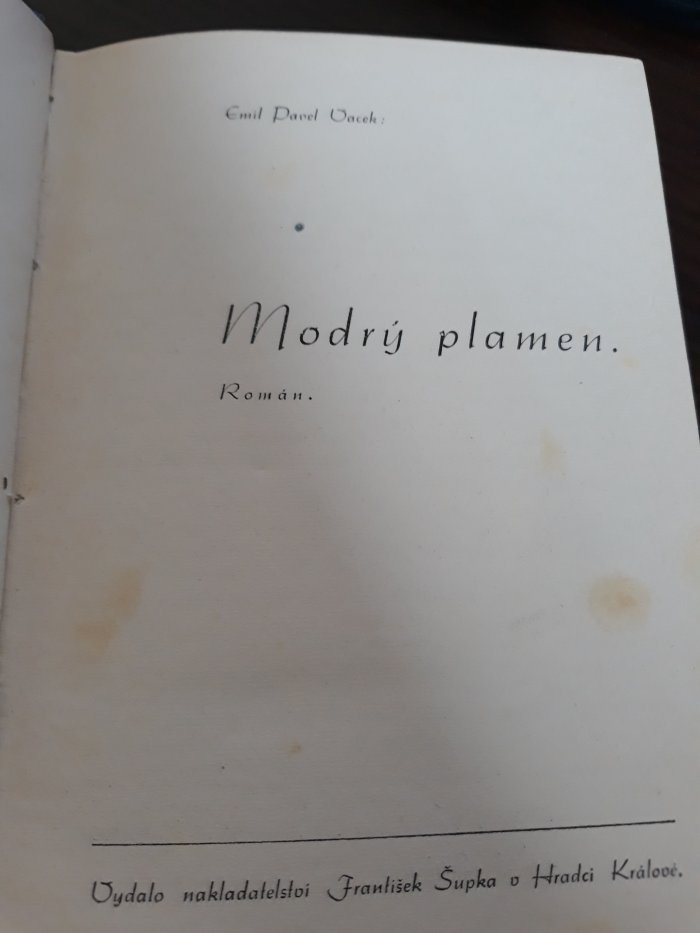 Emil Pavel Vacek:
Modrý plamen.
Román.
Vydalo nakladatelství František Šupka v Hradci Králové.